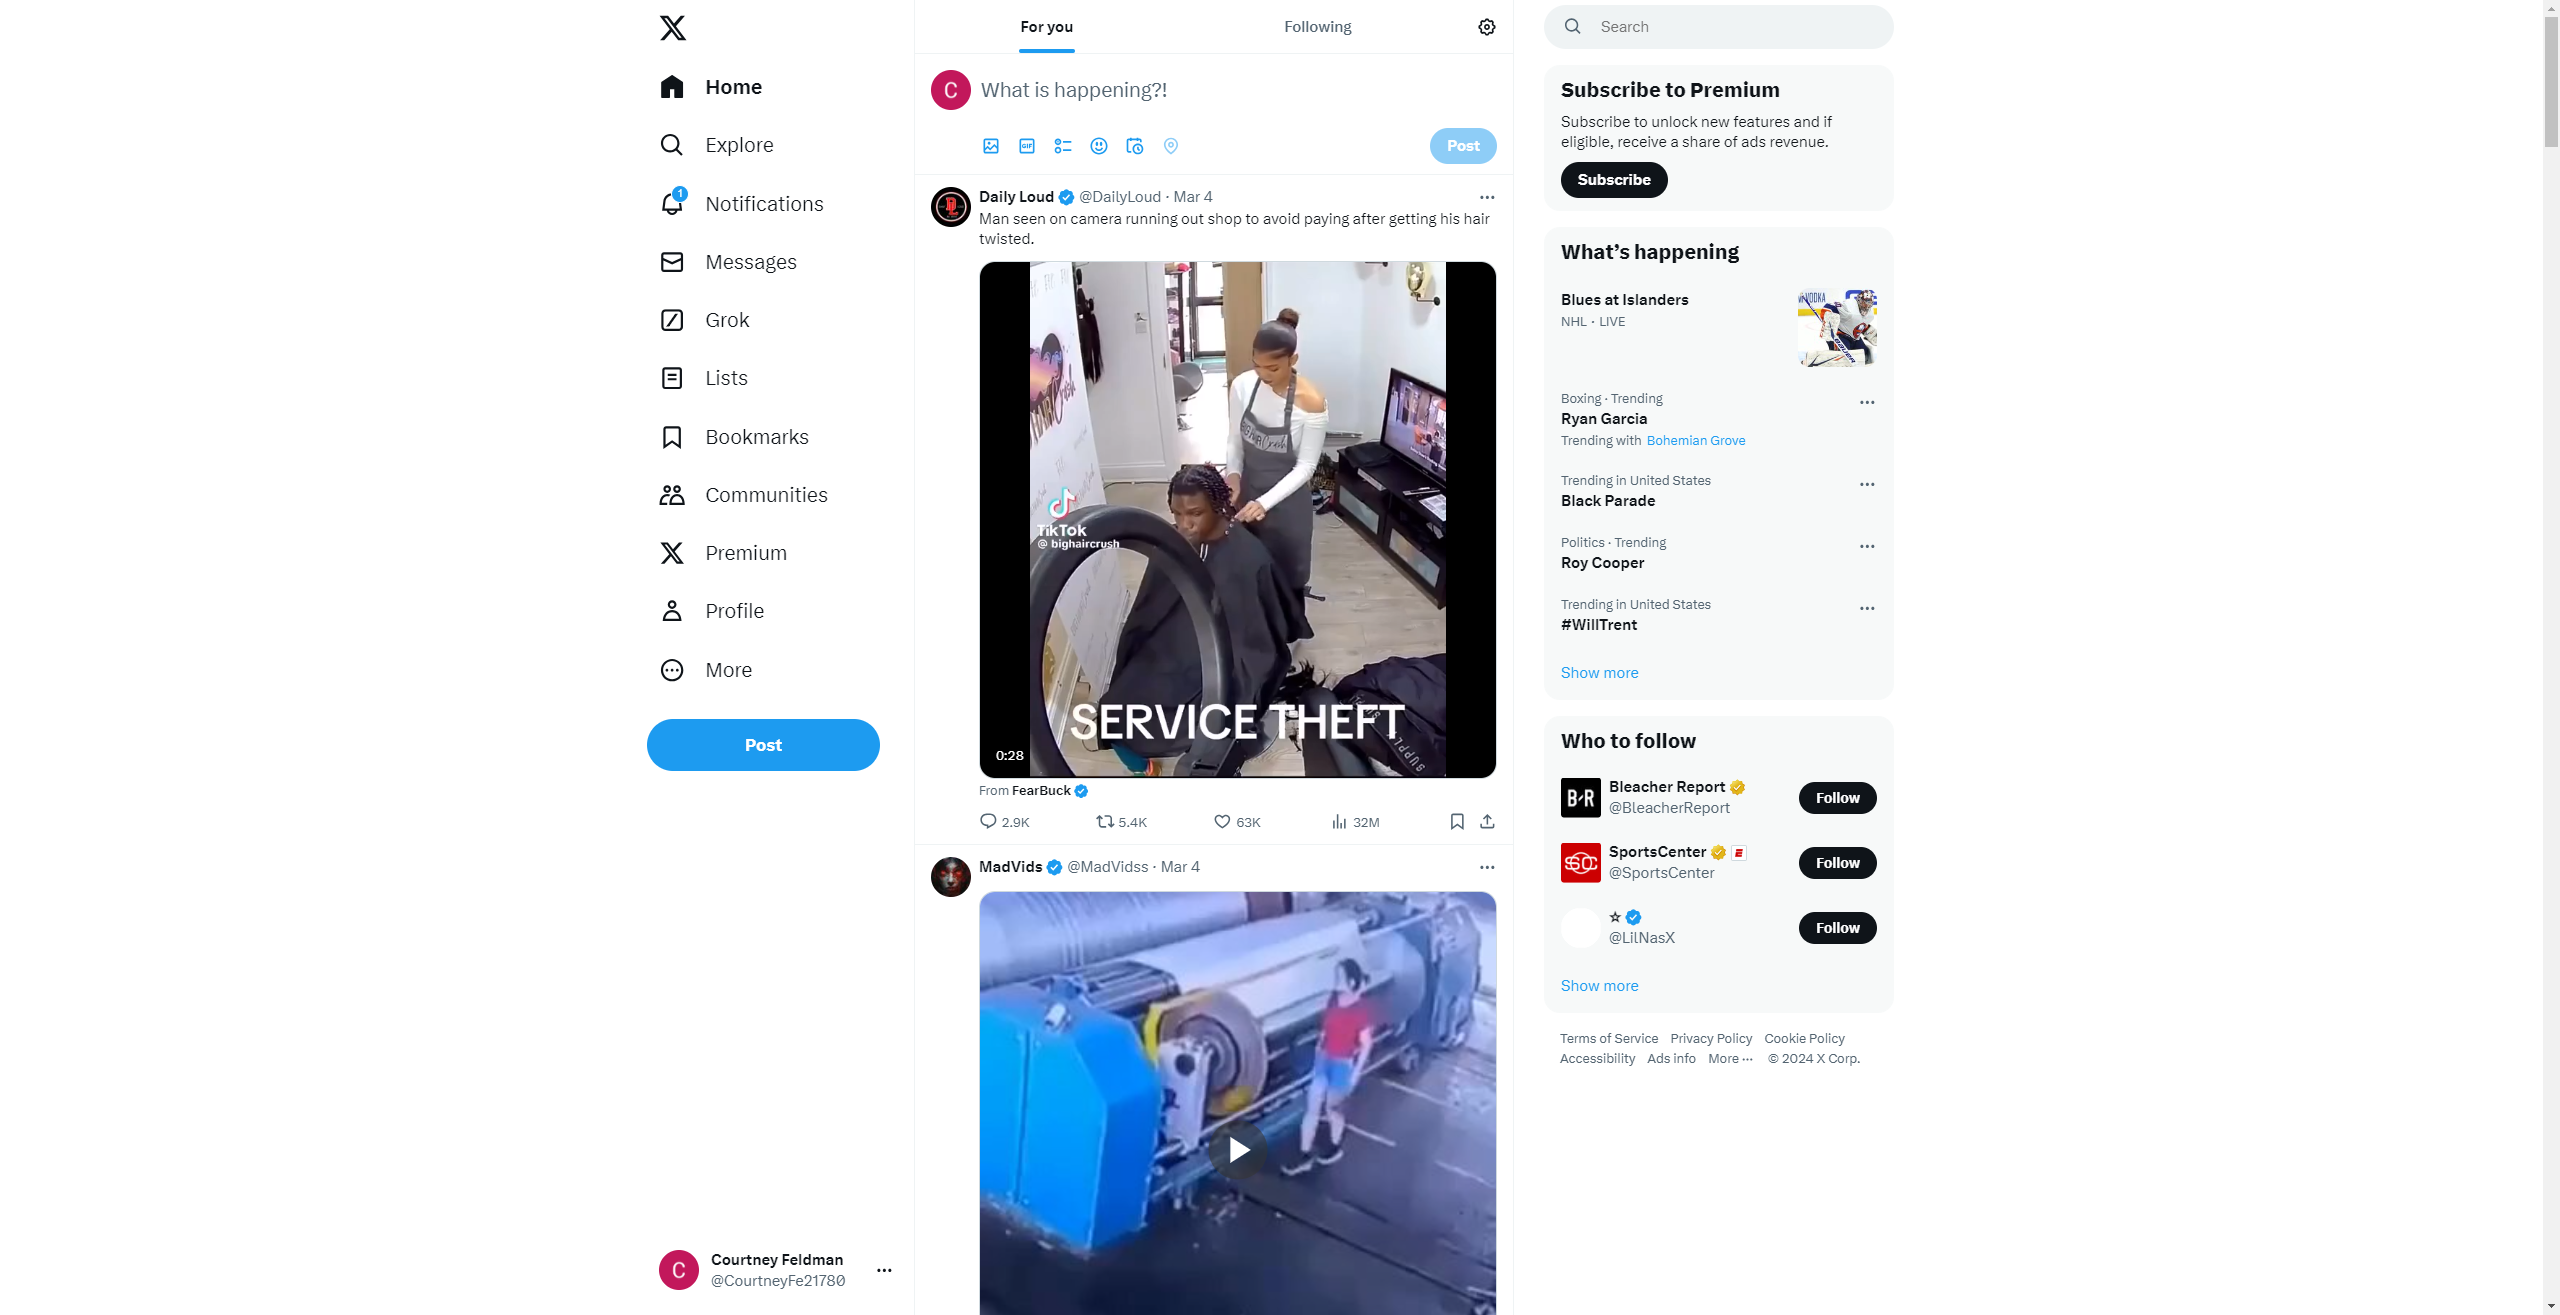 Home
Explore
1
Notifications
Messages
Grok
Lists
Bookmarks
Communities
Premium
Profile
More
Post
C
Courtney Feldman
@CourtneyFe21780
For you
Following
C
What is happening?!
GIF
Post
Daily Loud @DailyLoud · Mar 4
Man seen on camera running out shop to avoid paying after getting his hair
twisted.
TikTok
@ bighaircrush
SERVICE THEFT
0:28
From FearBuck
2.9K
5.4K
63K
32M
MadVids @MadVidss · Mar 4
Search
Subscribe to Premium
Subscribe to unlock new features and if
eligible, receive a share of ads revenue.
Subscribe
What’s happening
Blues at Islanders
NHL · LIVE
Boxing · Trending
Ryan Garcia
Trending with Bohemian Grove
Trending in United States
Black Parade
Politics · Trending
Roy Cooper
Trending in United States
#WillTrent
Show more
Who to follow
B/R
Bleacher Report
@BleacherReport
Follow
SC
SportsCenter
@SportsCenter
Follow
☆
@LilNasX
Follow
Show more
Terms of Service Privacy Policy Cookie Policy
Accessibility Ads info More ··· © 2024 X Corp.